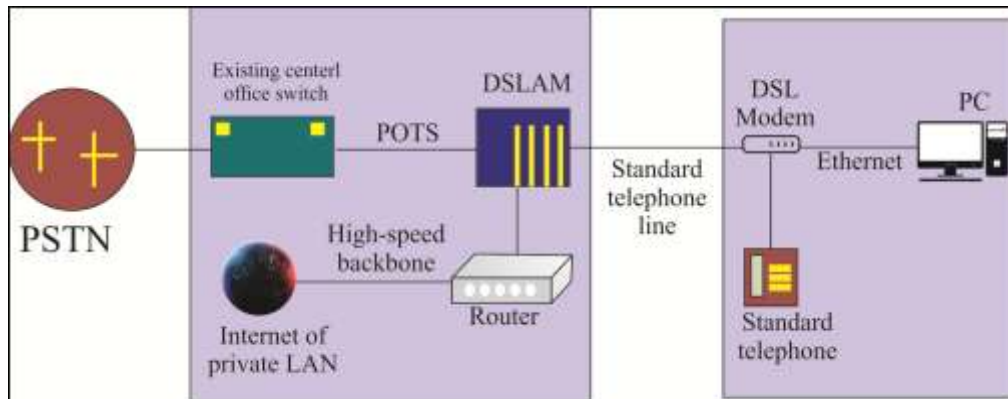 PSTN
Existing centerl
office switch
POTS
DSLAM
High-speed
backbone
Internet of
private LAN
Router
Standard
telephone
line
DSL
Modem
Ethernet
PC
Standard
telephone